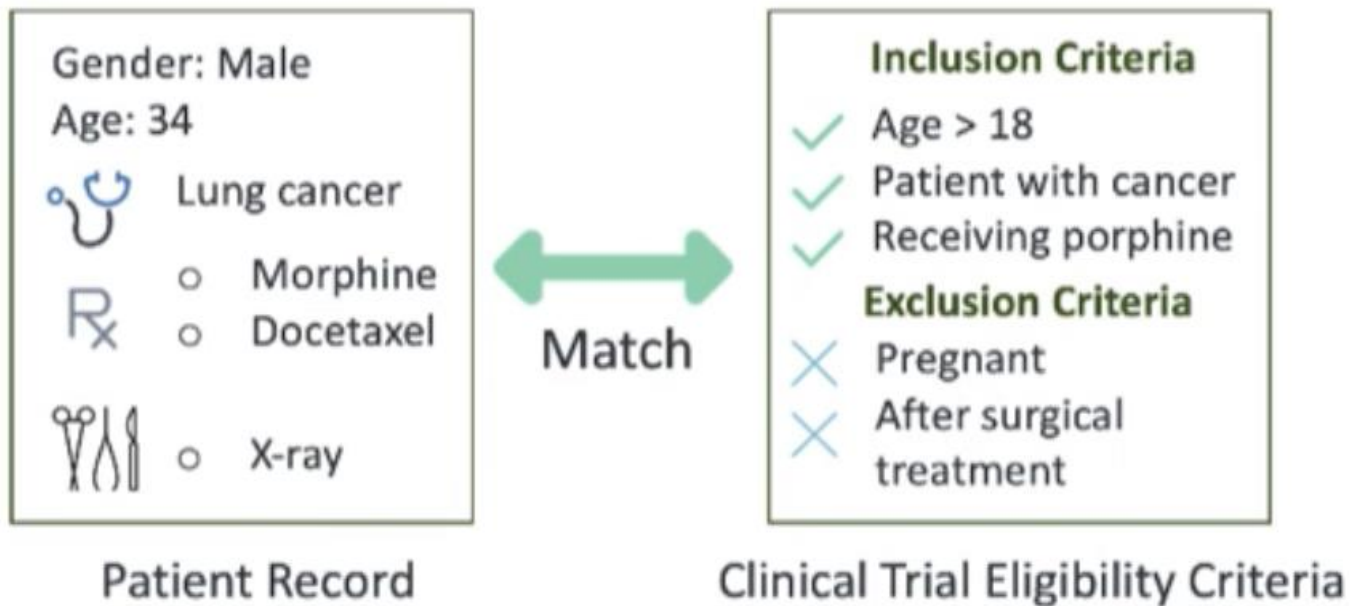 Gender: Male
Age: 34
Lung cancer
Morphine
Rx
Docetaxel
X-ray
Patient Record
Match
Inclusion Criteria
Age > 18
Patient with cancer
Receiving porphine
Exclusion Criteria
Pregnant
After surgical
treatment
Clinical Trial Eligibility Criteria